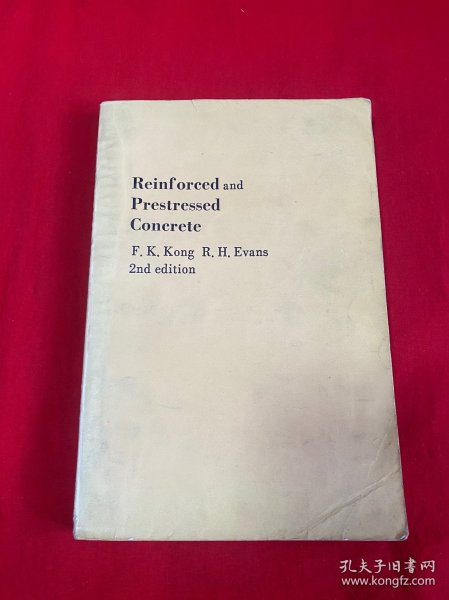 Reinforced and
Prestressed
Concrete
F. K. Kong R. H. Evans
2nd edition
孔夫子旧书网
www.kongfz.com